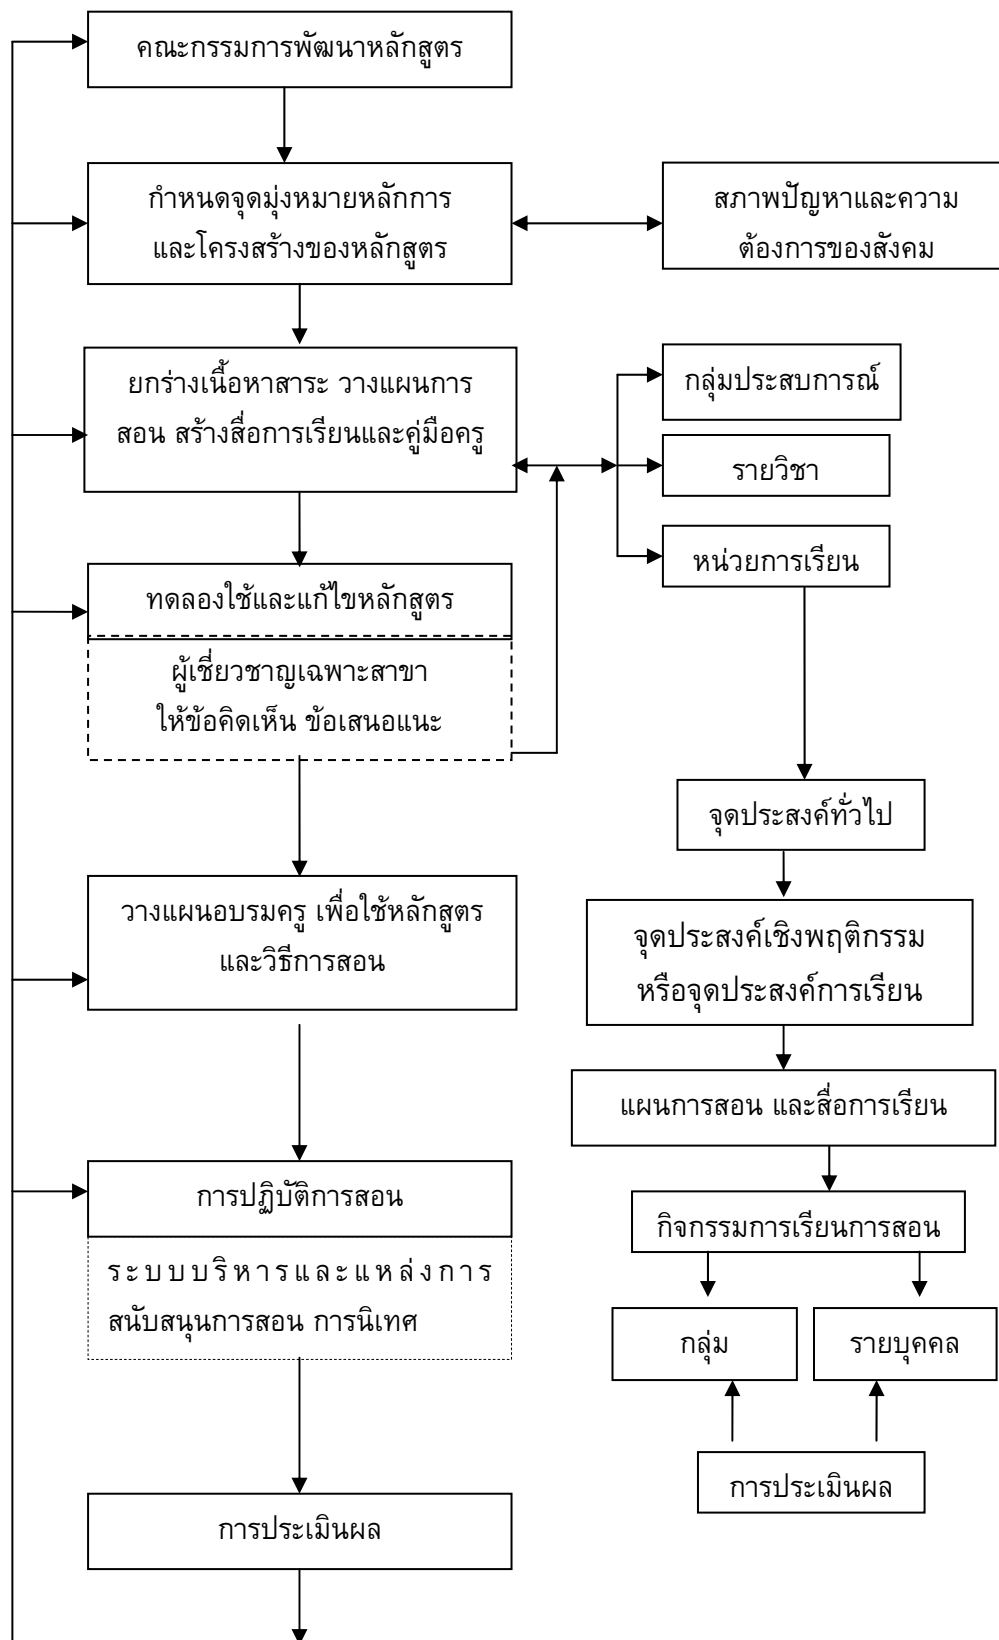 คณะกรรมการพัฒนาหลักสูตร
กำหนดจุดมุ่งหมายหลักการ
และโครงสร้างของหลักสูตร
สภาพปัญหาและความ
ต้องการของสังคม
ยกร่างเนื้อหาสาระ วางแผนการ
สอน สร้างสื่อการเรียนและคู่มือครู
กลุ่มประสบการณ์
รายวิชา
หน่วยการเรียน
ทดลองใช้และแก้ไขหลักสูตร
ผู้เชี่ยวชาญเฉพาะสาขา
ให้ข้อคิดเห็น ข้อเสนอแนะ
จุดประสงค์ทั่วไป
วางแผนอบรมครู เพื่อใช้หลักสูตร
และวิธีการสอน
จุดประสงค์เชิงพฤติกรรม
หรือจุดประสงค์การเรียน
แผนการสอน และสื่อการเรียน
การปฏิบัติการสอน
ระบบบริหารและแหล่งการ
สนับสนุนการสอน การนิเทศ
กิจกรรมการเรียนการสอน
กลุ่ม
รายบุคคล
การประเมินผล
การประเมินผล